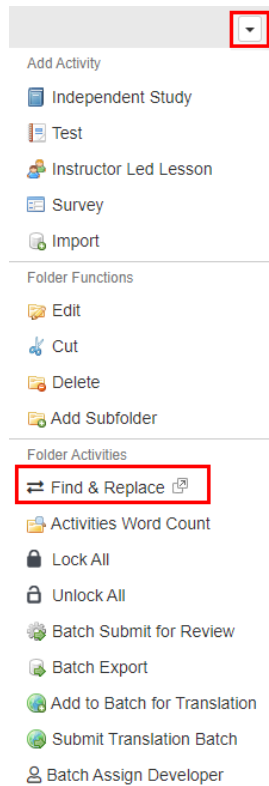 Add Activity
Independent Study
Test
Instructor Led Lesson
Survey
Import
Folder Functions
Edit
Cut
Delete
Add Subfolder
Folder Activities
Find & Replace
Activities Word Count
Lock All
Unlock All
Batch Submit for Review
Batch Export
Add to Batch for Translation
Submit Translation Batch
Batch Assign Developer